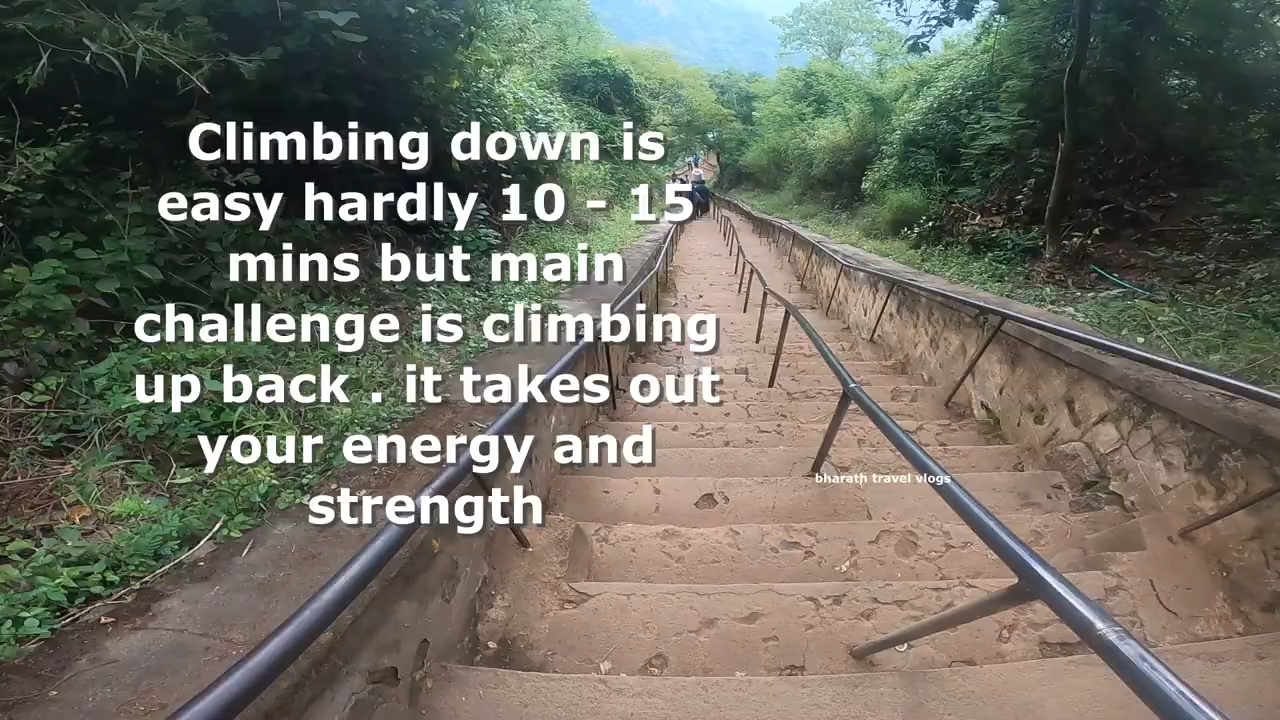 Climbing down is
easy hardly 10 - 15
mins but main
challenge is climbing
up back . it takes out
your energy and
strength
bharath travel vlogs